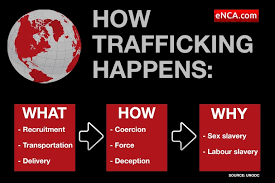 eNCA.com
HOW
TRAFFICKING
HAPPENS:
WHAT
- Recruitment
- Transportation
- Delivery
HOW
- Coercion
- Force
- Deception
WHY
- Sex slavery
- Labour slavery
SOURCE: UNODC